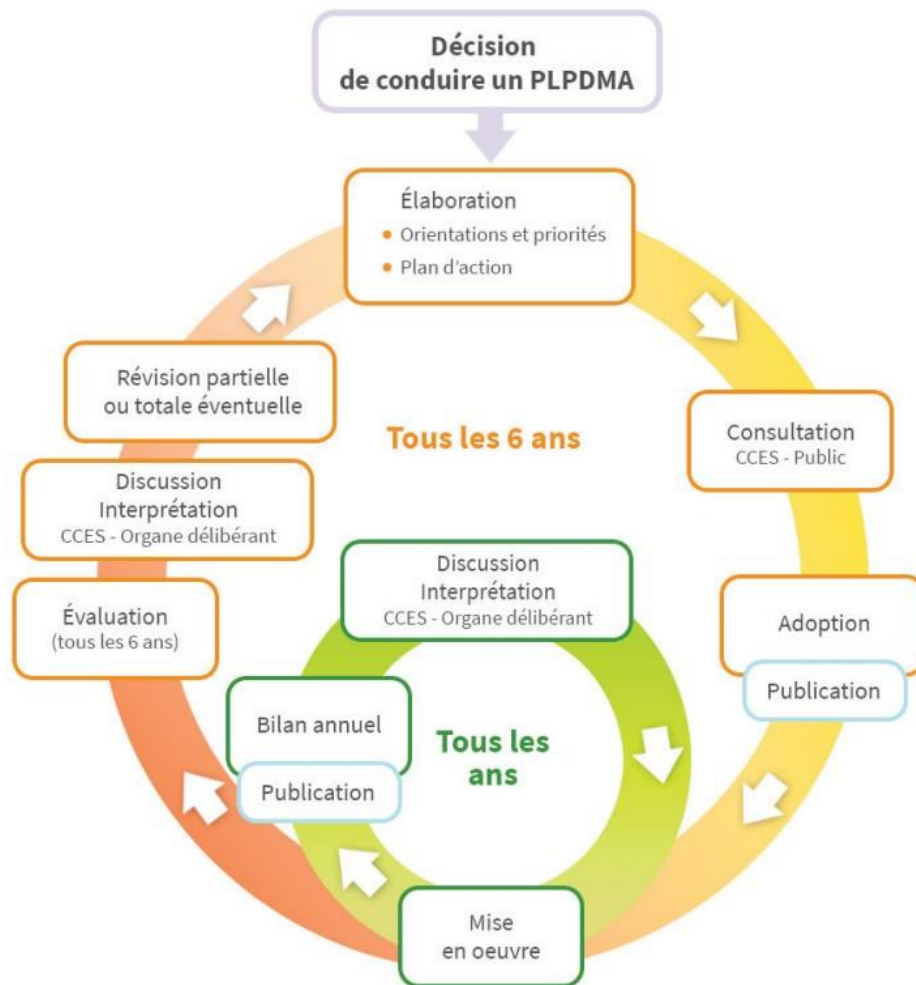 Décision
de conduire un PLPDMA
Élaboration
• Orientations et priorités
• Plan d'action
Révision partielle
ou totale éventuelle
Tous les 6 ans
Consultation
CCES - Public
Discussion
Interprétation
CCES - Organe délibérant
Discussion
Interprétation
CCES - Organe délibérant
Évaluation
(tous les 6 ans)
Adoption
Publication
Bilan annuel
Publication
Tous les
ans
Mise
en oeuvre